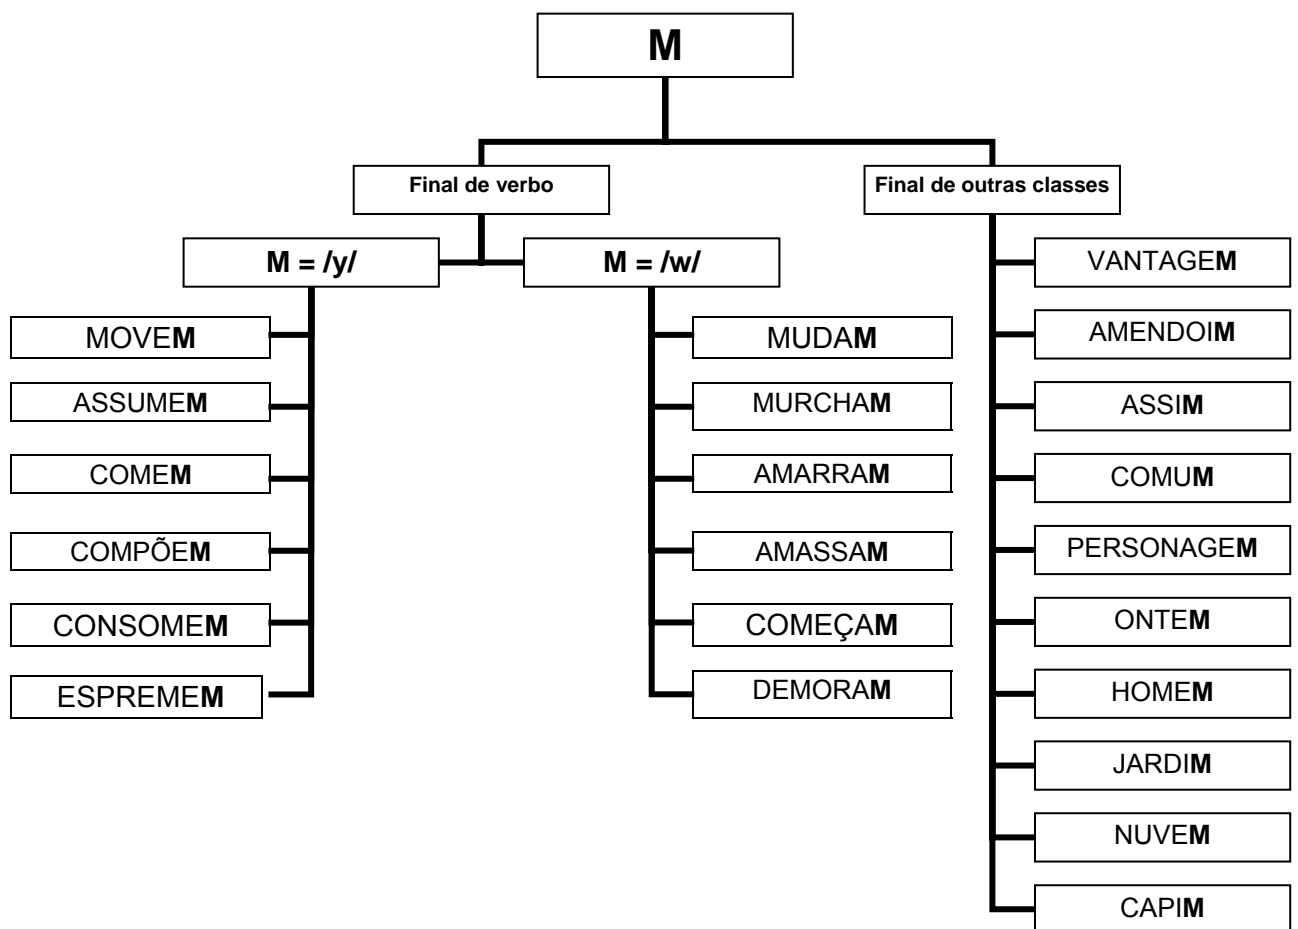 M
Final de verbo
Final de outras classes
M = /y/
M = /w/
MOVEM
ASSUMEM
COMEM
COMPÕEM
CONSOMEM
ESPREMEM
MUDAM
MURCHAM
AMARRAM
AMASSAM
COMEÇAM
DEMORAM
VANTAGEM
AMENDOIM
ASSIM
COMUM
PERSONAGEM
ONTEM
HOMEM
JARDIM
NUVEM
CAPIM